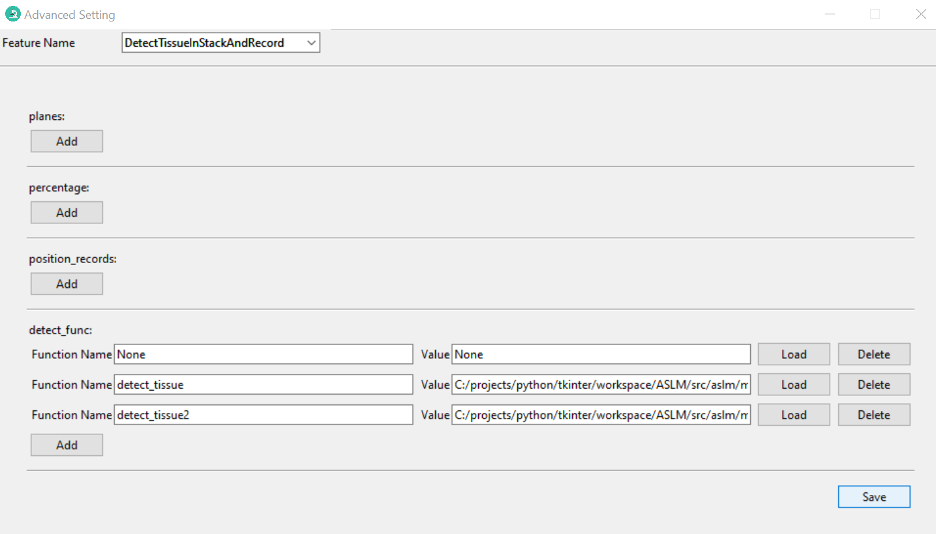 Advanced Setting
Feature Name DetectTissueInStackAndRecord
planes:
Add
percentage:
Add
position_records:
Add
detect_func:
Function Name None Value None Load Delete
Function Name detect_tissue Value C:/projects/python/tkinter/workspace/ASLM/src/aslm/m Load Delete
Function Name detect_tissue2 Value C:/projects/python/tkinter/workspace/ASLM/src/aslm/m Load Delete
Add
Save